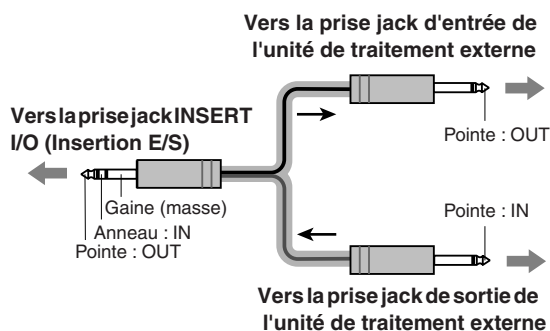 Vers la prise jack d'entrée de
l'unité de traitement externe
Vers la prise jack INSERT
I/O (Insertion E/S)
Pointe : OUT
Gaine (masse)
Anneau : IN
Pointe : OUT
Pointe : IN
Vers la prise jack de sortie de
l'unité de traitement externe